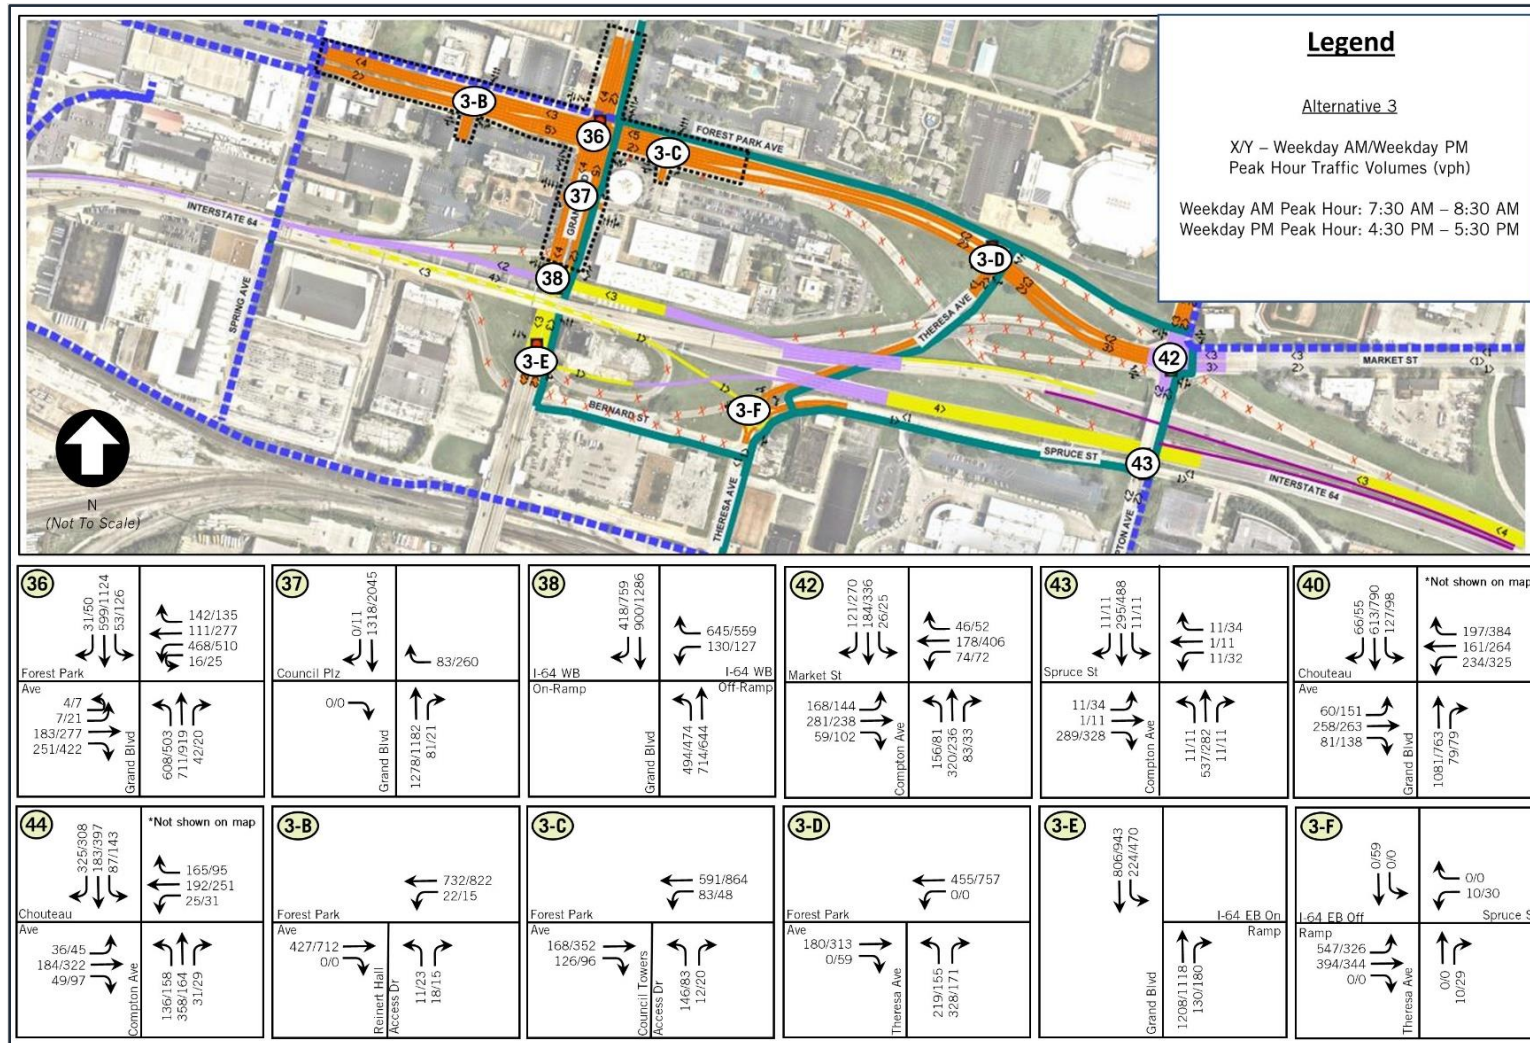 Legend
Alternative 3
X/Y – Weekday AM/Weekday PM
Peak Hour Traffic Volumes (vph)
Weekday AM Peak Hour: 7:30 AM – 8:30 AM
Weekday PM Peak Hour: 4:30 PM – 5:30 PM
3-B
36
3-C
FOREST PARK AVE
37
INTERSTATE 64
38
3-D
SPRING AVE
THERESA AVE
42
MARKET ST
3-E
3-F
BERNARD ST
SPRUCE ST
43
INTERSTATE 64
THERESA AVE
N
(Not To Scale)
36
31/50
599/1124
53/126
142/135
111/277
468/510
16/25
Forest Park
Ave
4/7
7/21
183/277
251/422
Grand Blvd
608/503
711/919
42/20
37
0/11
1318/2045
83/260
Council Plz
0/0
Grand Blvd
1278/1182
81/21
38
418/759
900/1286
645/559
130/127
I-64 WB
On-Ramp
I-64 WB
Off-Ramp
Grand Blvd
494/474
714/644
42
121/270
184/336
26/25
46/52
178/406
74/72
Market St
168/144
281/238
59/102
Compton Ave
156/81
320/236
83/33
43
11/11
295/488
11/11
11/34
1/11
11/32
Spruce St
11/34
1/11
289/328
Compton Ave
11/11
537/282
11/11
40
*Not shown on map
66/55
613/790
127/98
197/384
161/264
234/325
Chouteau
Ave
60/151
258/263
81/138
Grand Blvd
1081/763
79/79
44
*Not shown on map
325/308
183/397
87/143
165/95
192/251
25/31
Chouteau
Ave
36/45
184/322
49/97
Compton Ave
136/158
358/164
31/29
3-B
732/822
22/15
Forest Park
Ave
427/712
0/0
Reinert Hall
Access Dr
11/23
18/15
3-C
591/864
83/48
Forest Park
Ave
168/352
126/96
Council Towers
Access Dr
146/83
12/20
3-D
455/757
0/0
Forest Park
Ave
180/313
0/59
Theresa Ave
219/155
328/171
3-E
806/943
224/470
I-64 EB On
Ramp
Grand Blvd
1208/1118
130/180
3-F
0/59
0/0
0/0
10/30
I-64 EB Off
Ramp
Spruce S
547/326
394/344
0/0
Theresa Ave
0/0
10/29